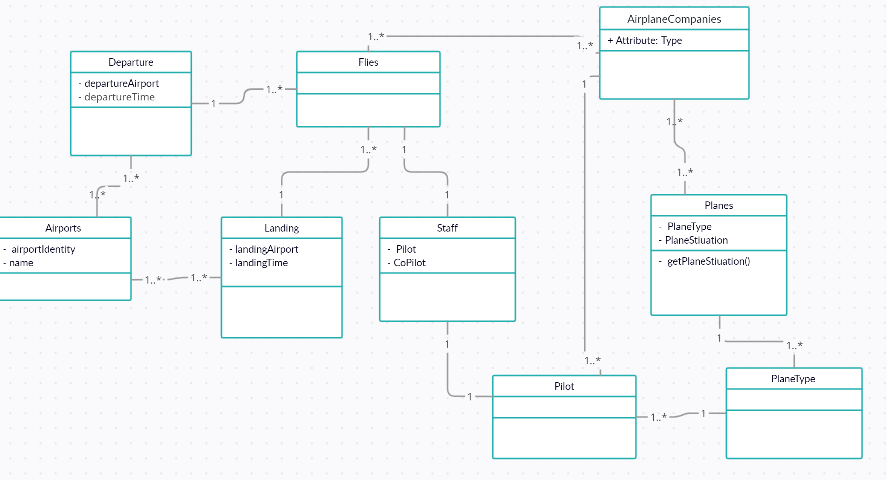 AirplaneCompanies
+ Attribute: Type
1..*
1..*
Departure
- departureAirport
- departureTime
Flies
1
1..*
1
1..*
1..*
1
1..*
1..*
1..*
1
1
Planes
- PlaneType
- PlaneStiuation
- getPlaneStiuation()
Airports
- airportIdentity
- name
Landing
- landingAirport
- landingTime
Staff
- Pilot
- CoPilot
1..*
1..*
1
1
1..*
1..*
Pilot
PlaneType
1
1..*
1